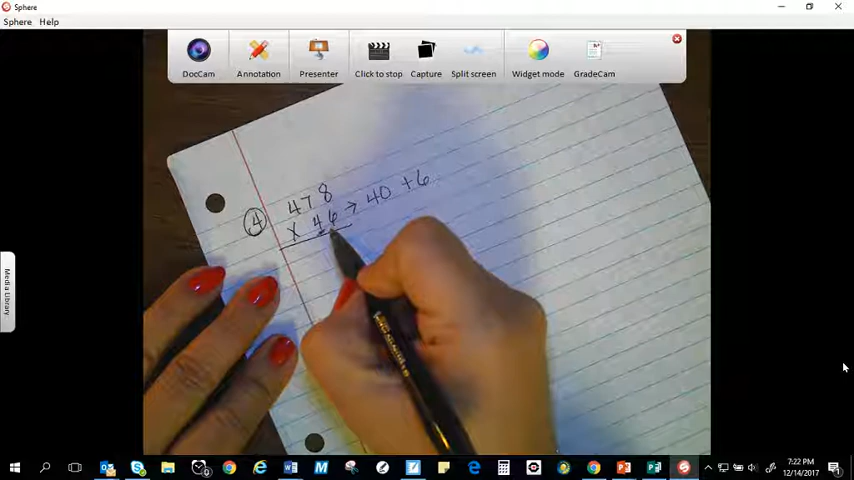 Sphere
Sphere Help
DocCam Annotation Presenter Click to stop Capture Split screen Widget mode GradeCam
Media Library
4 478
x 46 > 40 + 6
7:22 PM
12/14/2017